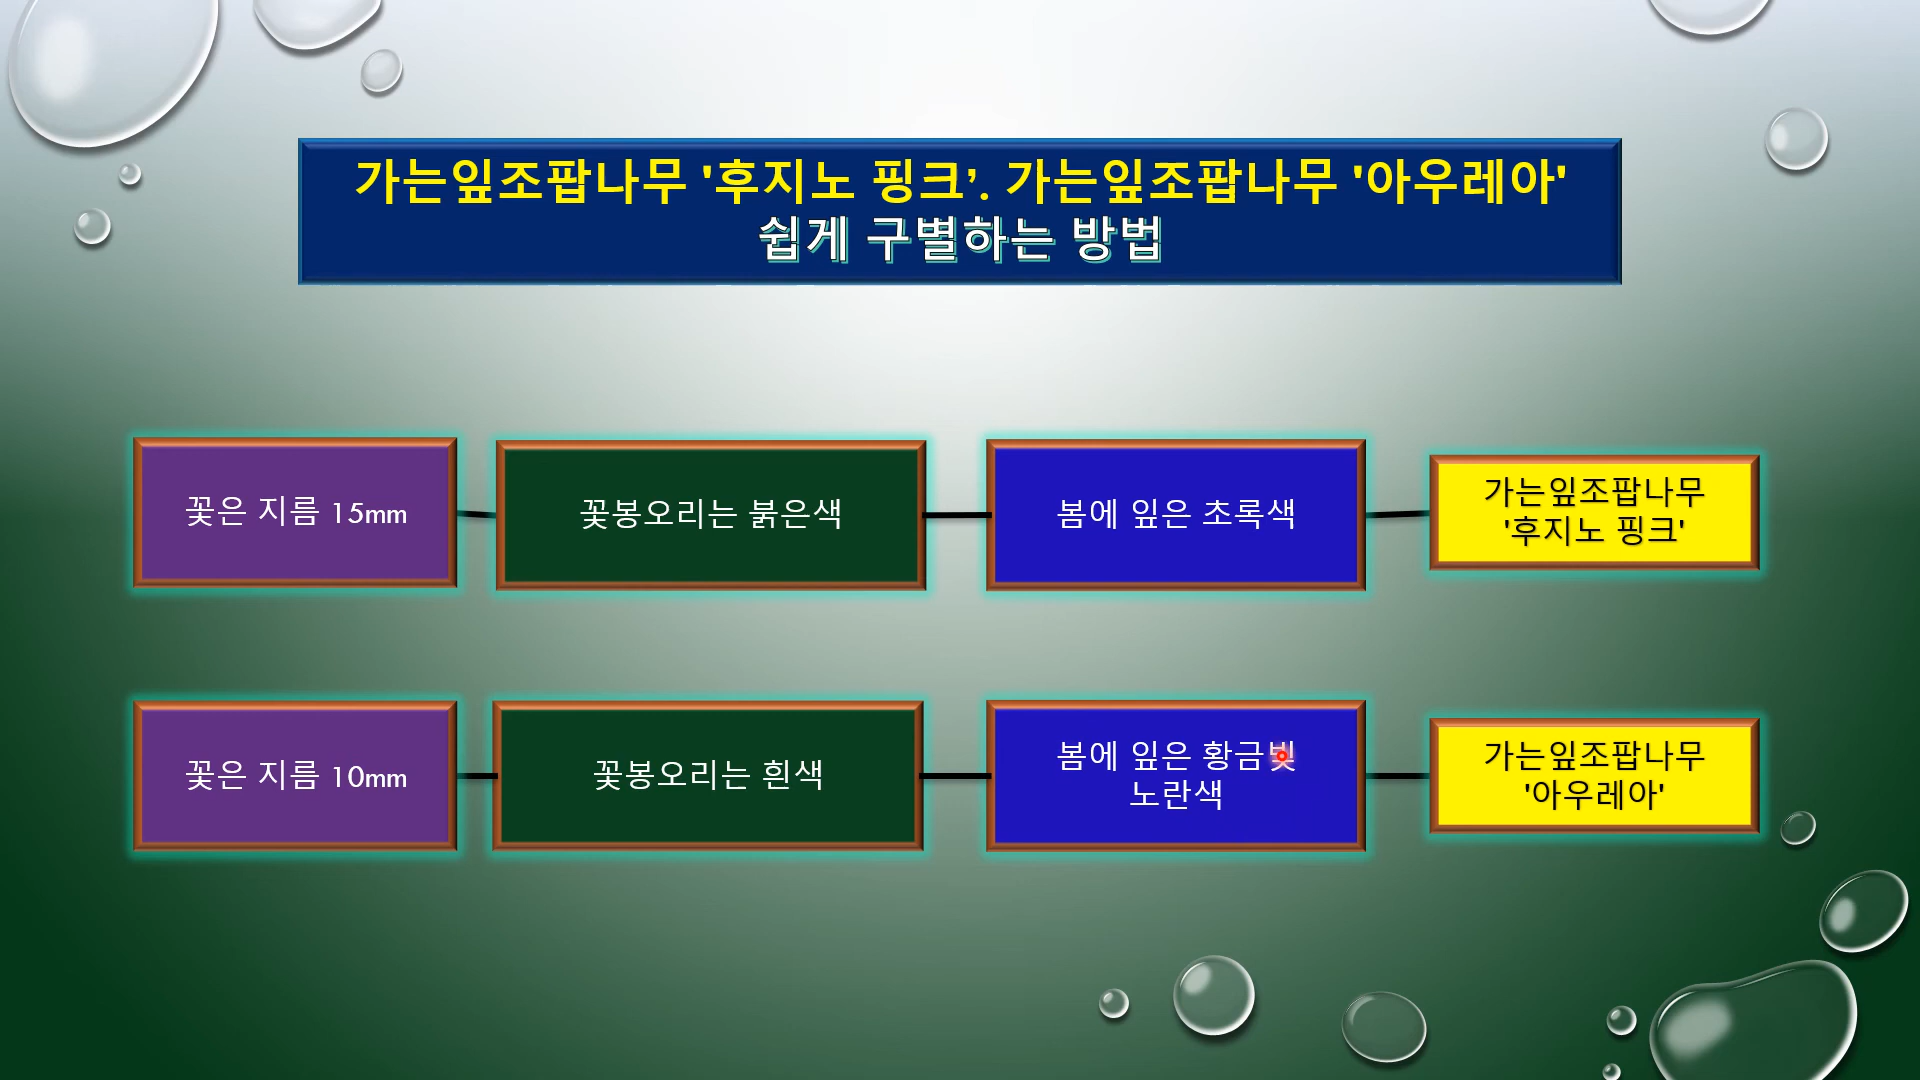 가는잎조팝나무 '후지노 핑크’. 가는잎조팝나무 '아우레아'
쉽게 구별하는 방법
꽃은 지름 15mm
꽃봉오리는 붉은색
봄에 잎은 초록색
가는잎조팝나무
'후지노 핑크'
꽃은 지름 10mm
꽃봉오리는 흰색
봄에 잎은 황금빛
노란색
가는잎조팝나무
'아우레아'